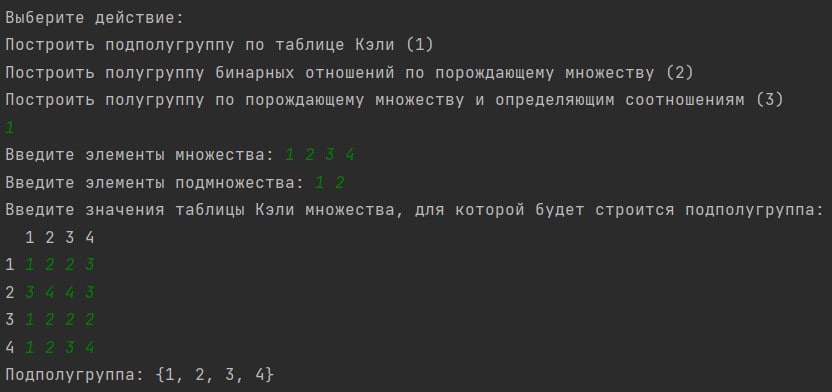 Выберите действие:
Построить подполугруппу по таблице Кэли (1)
Построить полугруппу бинарных отношений по порождающему множеству (2)
Построить полугруппу по порождающему множеству и определяющим соотношениям (3)
1
Введите элементы множества: 1 2 3 4
Введите элементы подмножества: 1 2
Введите значения таблицы Кэли множества, для которой будет строится подполугруппа:
1 2 3 4
1 1 2 2 3
2 3 4 4 3
3 1 2 2 2
4 1 2 3 4
Подполугруппа: {1, 2, 3, 4}